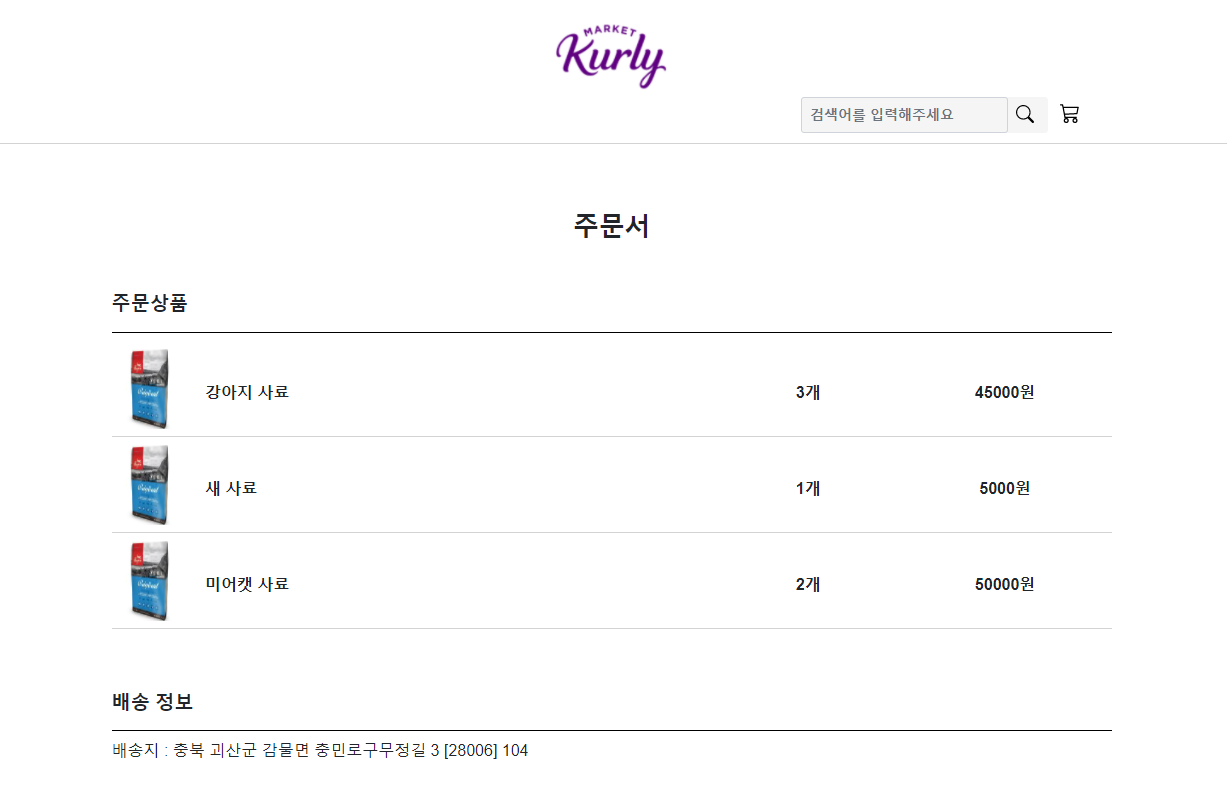 MARKET
Kurly
검색어를 입력해주세요
주문서
주문상품
강아지 사료 3개 45000원
새 사료 1개 5000원
미어캣 사료 2개 50000원
배송 정보
배송지 : 충북 괴산군 감물면 충민로구무정길 3 [28006] 104